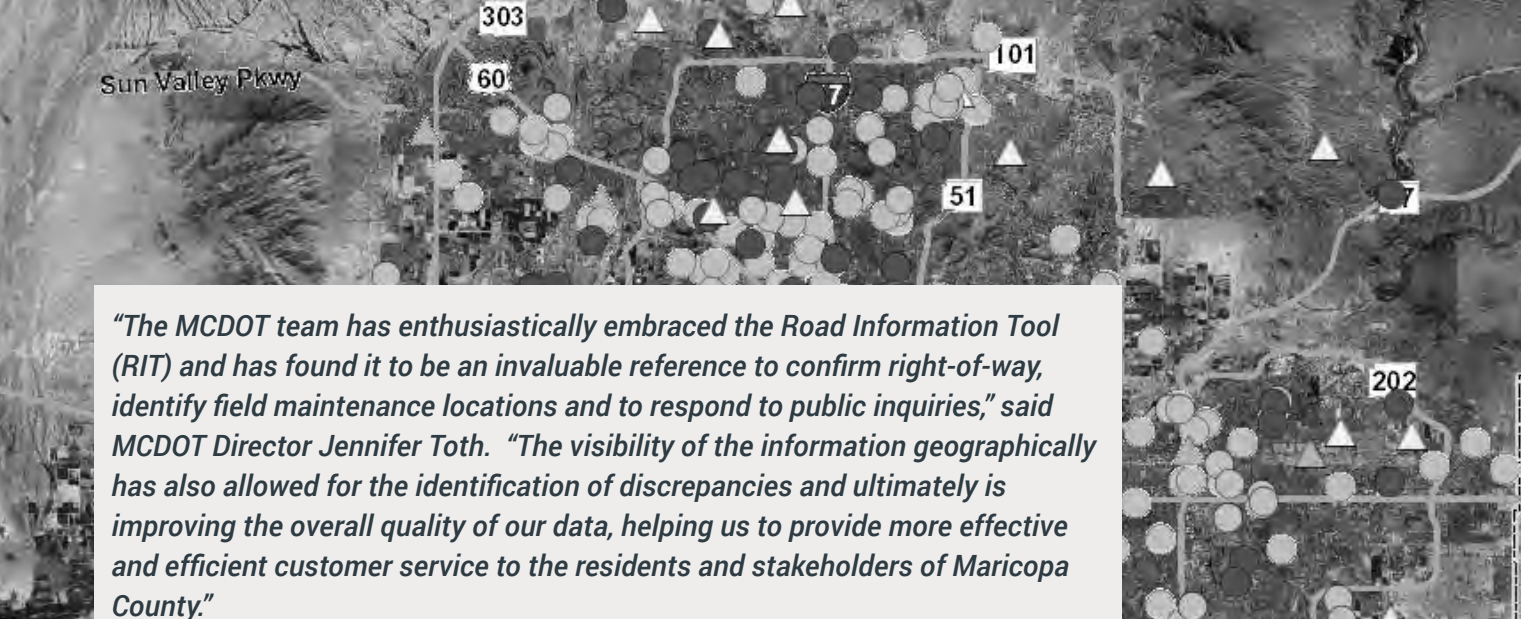 303
101
60
Sun Valley Pkwy
7
51
7
“The MCDOT team has enthusiastically embraced the Road Information Tool
(RIT) and has found it to be an invaluable reference to confirm right-of-way,
identify field maintenance locations and to respond to public inquiries,” said
MCDOT Director Jennifer Toth.  “The visibility of the information geographically
has also allowed for the identification of discrepancies and ultimately is
improving the overall quality of our data, helping us to provide more effective
and efficient customer service to the residents and stakeholders of Maricopa
County.”
202